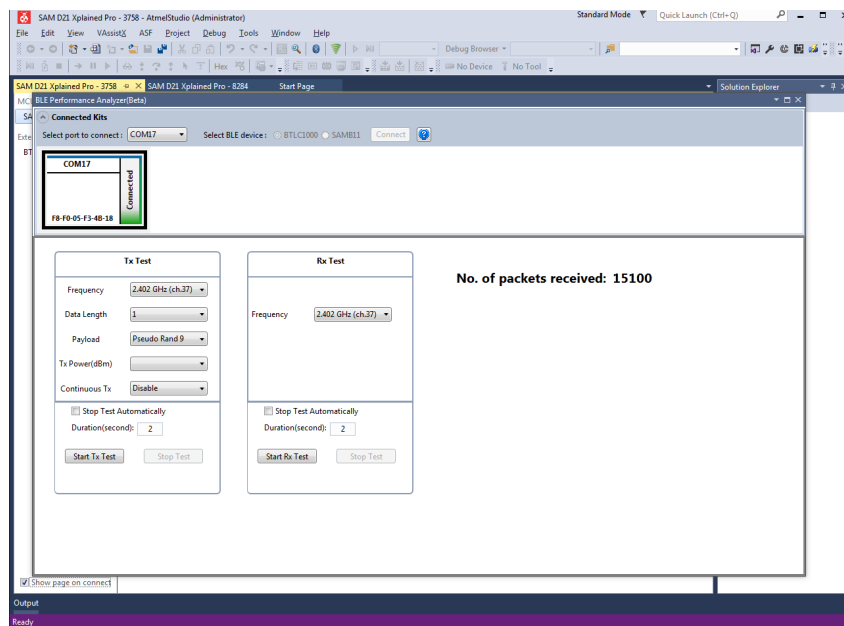 SAM D21 Xplained Pro - 3758 - AtmelStudio (Administrator)
Standard Mode
Quick Launch (Ctrl+Q)
File Edit View VAssistX ASF Project Debug Tools Window Help
Debug Browser
Hex
No Device
No Tool
SAM D21 Xplained Pro - 3758
SAM D21 Xplained Pro - 8284
Start Page
Solution Explorer
BLE Performance Analyzer(Beta)
Connected Kits
Select port to connect :
COM17
Select BLE device :
BTLC1000
SAMB11
Connect
COM17
Connected
F8-F0-05-F3-4B-18
Tx Test
Frequency
2.402 GHz (ch.37)
Data Length
1
Payload
Pseudo Rand 9
Tx Power(dBm)
Continuous Tx
Disable
Stop Test Automatically
Duration(second):
2
Start Tx Test
Stop Test
Rx Test
Frequency
2.402 GHz (ch.37)
Stop Test Automatically
Duration(second):
2
Start Rx Test
Stop Test
No. of packets received: 15100
Show page on connect
Output
Ready